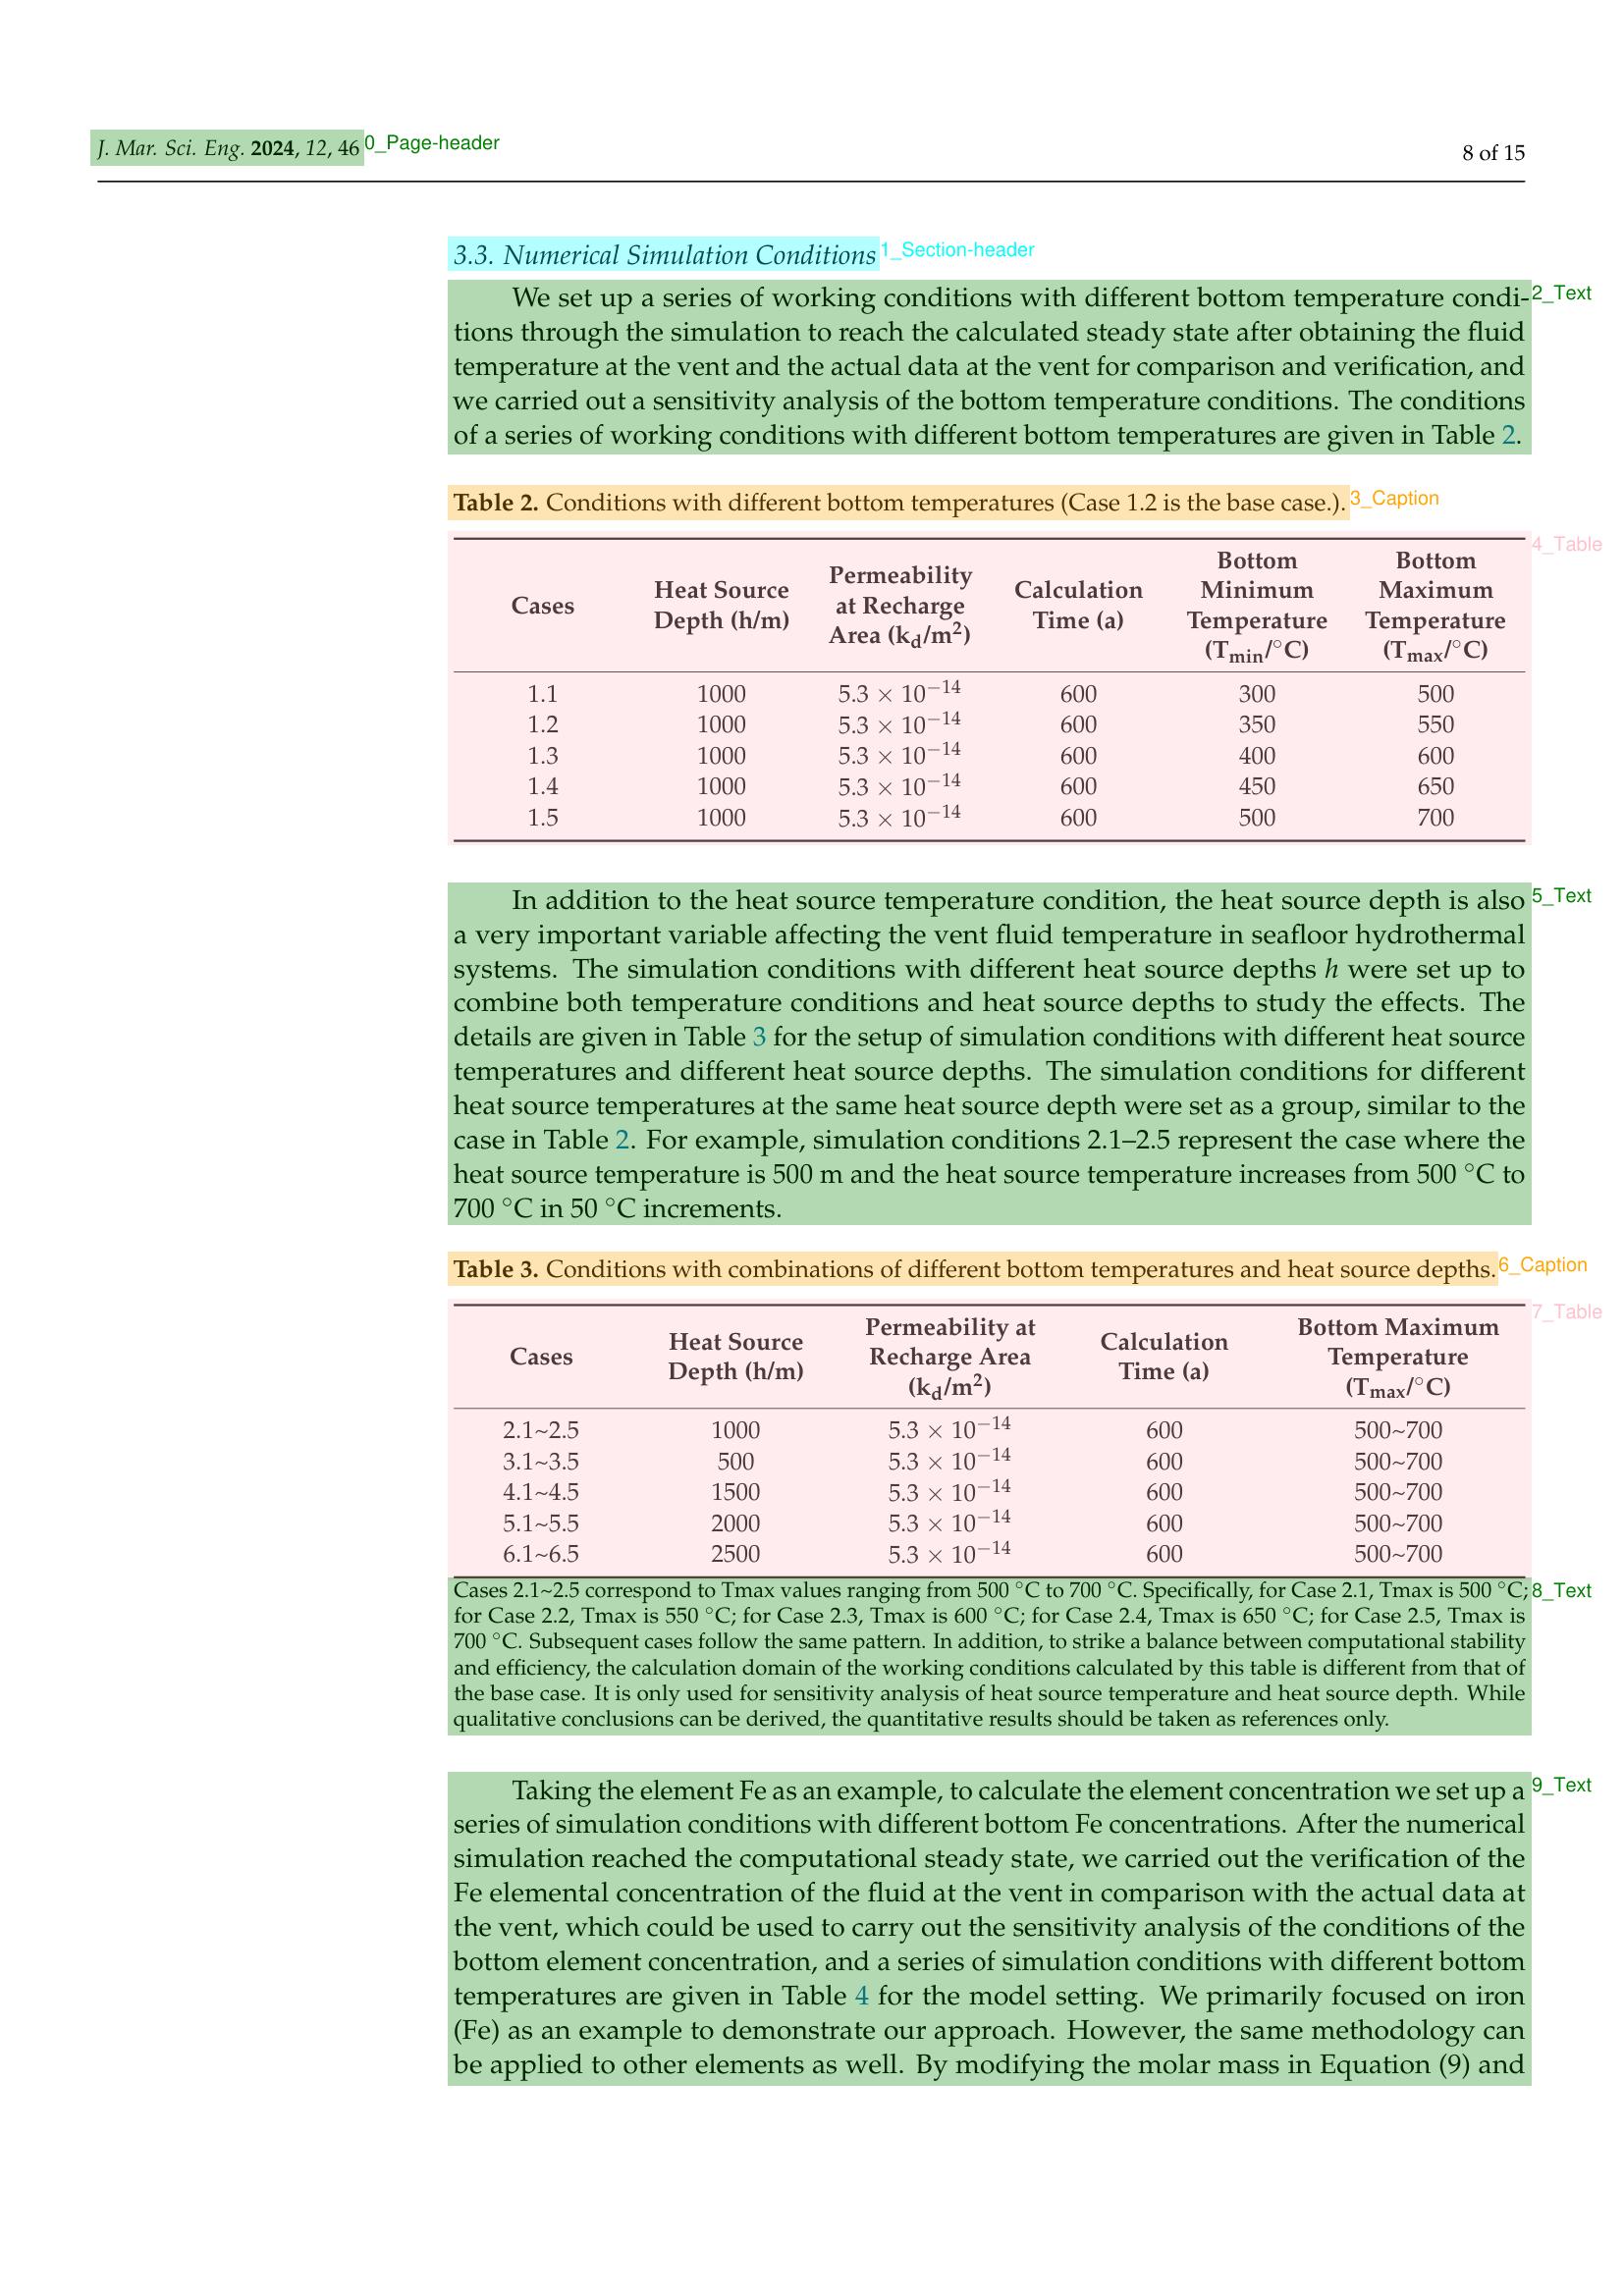 J. Mar. Sci. Eng. 2024, 12, 46 0_Page-header
8 of 15
3.3. Numerical Simulation Conditions 1_Section-header
We set up a series of working conditions with different bottom temperature condi- 2_Text
tions through the simulation to reach the calculated steady state after obtaining the fluid
temperature at the vent and the actual data at the vent for comparison and verification, and
we carried out a sensitivity analysis of the bottom temperature conditions. The conditions
of a series of working conditions with different bottom temperatures are given in Table 2.
Table 2. Conditions with different bottom temperatures (Case 1.2 is the base case.). 3_Caption
4_Table
Cases | Heat Source Depth (h/m) | Permeability at Recharge Area (kd/m²) | Calculation Time (a) | Bottom Minimum Temperature (Tmin/°C) | Bottom Maximum Temperature (Tmax/°C)
1.1 | 1000 | 5.3 × 10⁻¹⁴ | 600 | 300 | 500
1.2 | 1000 | 5.3 × 10⁻¹⁴ | 600 | 350 | 550
1.3 | 1000 | 5.3 × 10⁻¹⁴ | 600 | 400 | 600
1.4 | 1000 | 5.3 × 10⁻¹⁴ | 600 | 450 | 650
1.5 | 1000 | 5.3 × 10⁻¹⁴ | 600 | 500 | 700
In addition to the heat source temperature condition, the heat source depth is also 5_Text
a very important variable affecting the vent fluid temperature in seafloor hydrothermal
systems. The simulation conditions with different heat source depths h were set up to
combine both temperature conditions and heat source depths to study the effects. The
details are given in Table 3 for the setup of simulation conditions with different heat source
temperatures and different heat source depths. The simulation conditions for different
heat source temperatures at the same heat source depth were set as a group, similar to the
case in Table 2. For example, simulation conditions 2.1–2.5 represent the case where the
heat source temperature is 500 m and the heat source temperature increases from 500 °C to
700 °C in 50 °C increments.
Table 3. Conditions with combinations of different bottom temperatures and heat source depths. 6_Caption
7_Table
Cases | Heat Source Depth (h/m) | Permeability at Recharge Area (kd/m²) | Calculation Time (a) | Bottom Maximum Temperature (Tmax/°C)
2.1~2.5 | 1000 | 5.3 × 10⁻¹⁴ | 600 | 500~700
3.1~3.5 | 500 | 5.3 × 10⁻¹⁴ | 600 | 500~700
4.1~4.5 | 1500 | 5.3 × 10⁻¹⁴ | 600 | 500~700
5.1~5.5 | 2000 | 5.3 × 10⁻¹⁴ | 600 | 500~700
6.1~6.5 | 2500 | 5.3 × 10⁻¹⁴ | 600 | 500~700
Cases 2.1~2.5 correspond to Tmax values ranging from 500 °C to 700 °C. Specifically, for Case 2.1, Tmax is 500 °C; 8_Text
for Case 2.2, Tmax is 550 °C; for Case 2.3, Tmax is 600 °C; for Case 2.4, Tmax is 650 °C; for Case 2.5, Tmax is
700 °C. Subsequent cases follow the same pattern. In addition, to strike a balance between computational stability
and efficiency, the calculation domain of the working conditions calculated by this table is different from that of
the base case. It is only used for sensitivity analysis of heat source temperature and heat source depth. While
qualitative conclusions can be derived, the quantitative results should be taken as references only.
Taking the element Fe as an example, to calculate the element concentration we set up a 9_Text
series of simulation conditions with different bottom Fe concentrations. After the numerical
simulation reached the computational steady state, we carried out the verification of the
Fe elemental concentration of the fluid at the vent in comparison with the actual data at
the vent, which could be used to carry out the sensitivity analysis of the conditions of the
bottom element concentration, and a series of simulation conditions with different bottom
temperatures are given in Table 4 for the model setting. We primarily focused on iron
(Fe) as an example to demonstrate our approach. However, the same methodology can
be applied to other elements as well. By modifying the molar mass in Equation (9) and